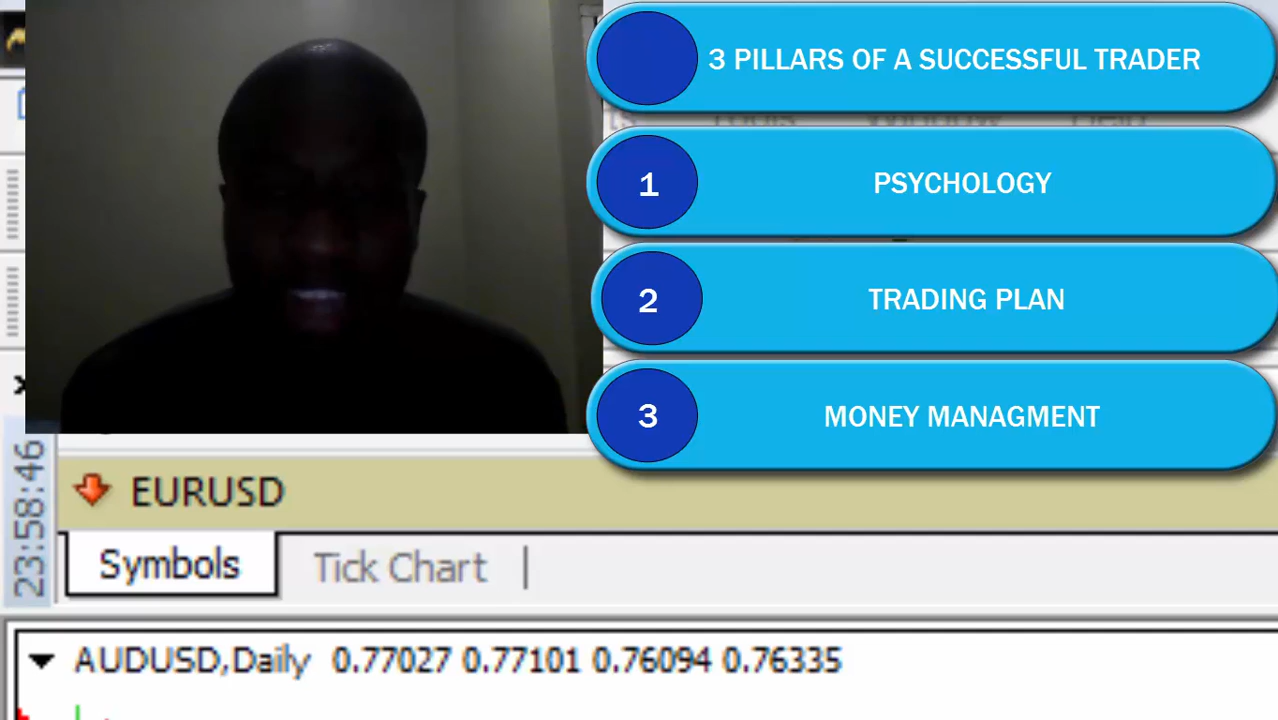 3 PILLARS OF A SUCCESSFUL TRADER
1 PSYCHOLOGY
2 TRADING PLAN
3 MONEY MANAGMENT
23:58:46
EURUSD
Symbols Tick Chart
AUDUSD,Daily 0.77027 0.77101 0.76094 0.76335